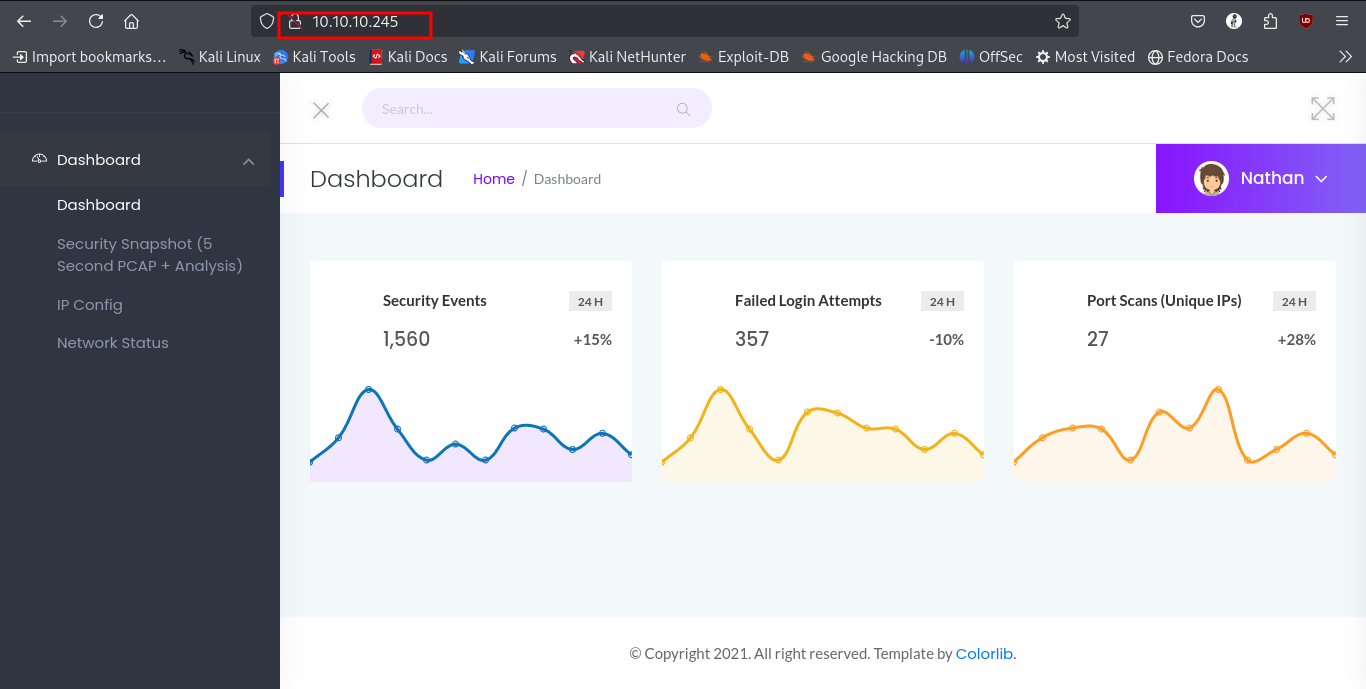 10.10.10.245
Import bookmarks... Kali Linux Kali Tools Kali Docs Kali Forums Kali NetHunter Exploit-DB Google Hacking DB OffSec Most Visited Fedora Docs
Search...
Dashboard
Dashboard
Security Snapshot (5
Second PCAP + Analysis)
IP Config
Network Status
Dashboard Home / Dashboard
Nathan
Security Events 24 H
1,560 +15%
Failed Login Attempts 24 H
357 -10%
Port Scans (Unique IPs) 24 H
27 +28%
© Copyright 2021. All right reserved. Template by Colorlib.